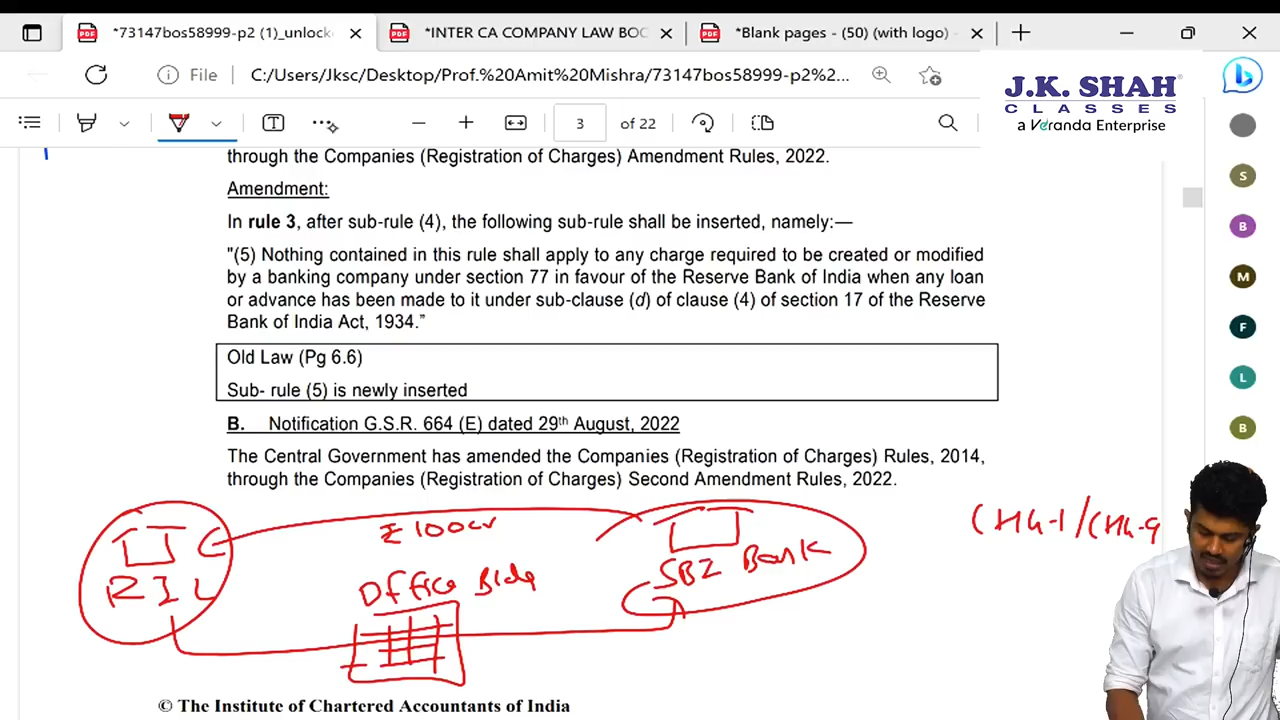 *73147bos58999-p2 (1)_unlock
*INTER CA COMPANY LAW BOO
*Blank pages - (50) (with logo) -
File
C:/Users/Jksc/Desktop/Prof.%20Amit%20Mishra/73147bos58999-p2%2...
J.K. SHAH®
CLASSES
a Veranda Enterprise
3 of 22
through the Companies (Registration of Charges) Amendment Rules, 2022.
Amendment:
In rule 3, after sub-rule (4), the following sub-rule shall be inserted, namely:—
"(5) Nothing contained in this rule shall apply to any charge required to be created or modified
by a banking company under section 77 in favour of the Reserve Bank of India when any loan
or advance has been made to it under sub-clause (d) of clause (4) of section 17 of the Reserve
Bank of India Act, 1934.”
Old Law (Pg 6.6)
Sub- rule (5) is newly inserted
B. Notification G.S.R. 664 (E) dated 29th August, 2022
The Central Government has amended the Companies (Registration of Charges) Rules, 2014,
through the Companies (Registration of Charges) Second Amendment Rules, 2022.
₹100cr
CHG-1/CHG-9
RIL
Office Bldg
SBI Bank
© The Institute of Chartered Accountants of India
S
B
M
F
L
B